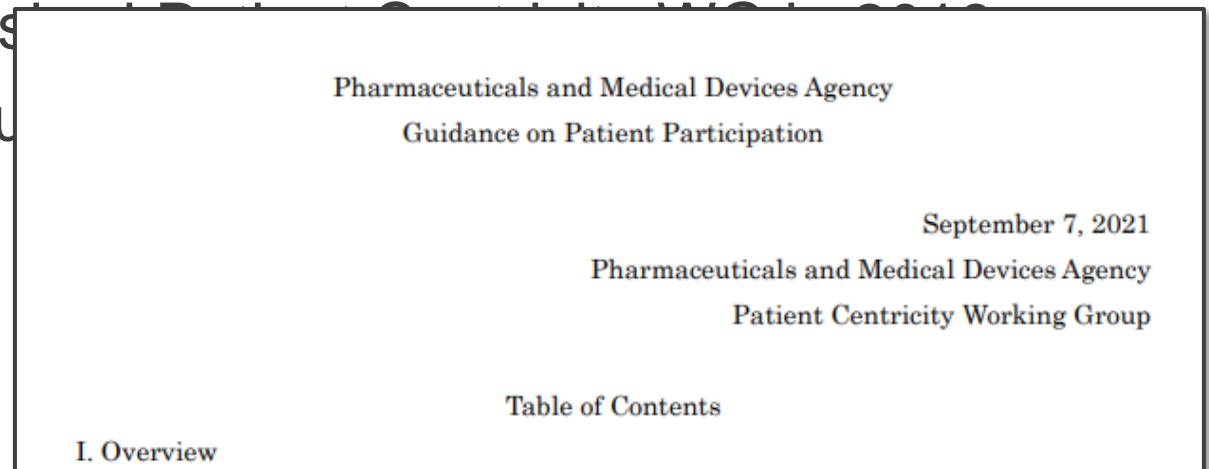 Pharmaceuticals and Medical Devices Agency
Guidance on Patient Participation
September 7, 2021
Pharmaceuticals and Medical Devices Agency
Patient Centricity Working Group
Table of Contents
I. Overview